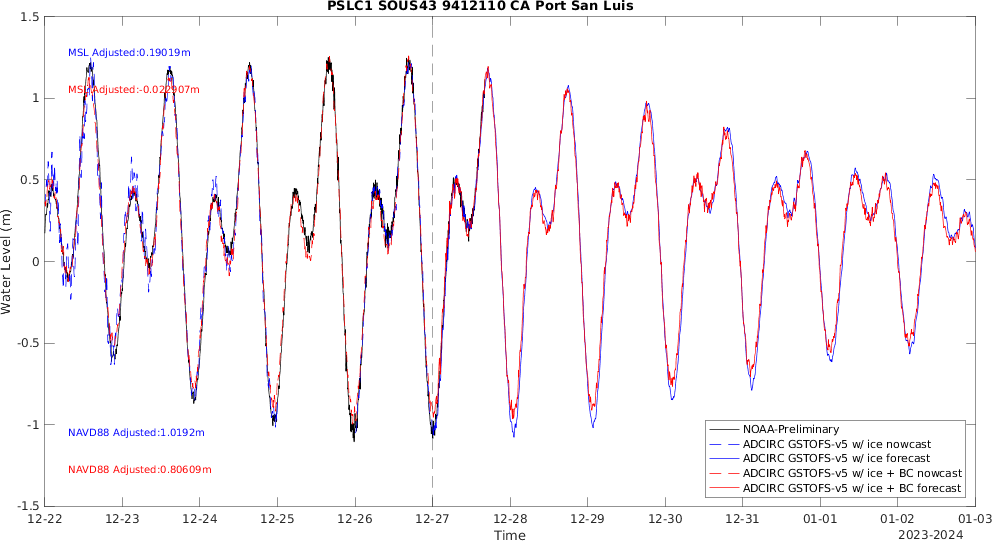 PSLC1 SOUS43 9412110 CA Port San Luis
1.5
MSL Adjusted:0.19019m
1
MSL Adjusted:-0.022907m
0.5
Water Level (m)
0
-0.5
-1
NAVD88 Adjusted:1.0192m
NAVD88 Adjusted:0.80609m
-1.5
NOAA-Preliminary
ADCIRC GSTOFS-v5 w/ ice nowcast
ADCIRC GSTOFS-v5 w/ ice forecast
ADCIRC GSTOFS-v5 w/ ice + BC nowcast
ADCIRC GSTOFS-v5 w/ ice + BC forecast
12-22 12-23 12-24 12-25 12-26 12-27 12-28 12-29 12-30 12-31 01-01 01-02 01-03
Time
2023-2024